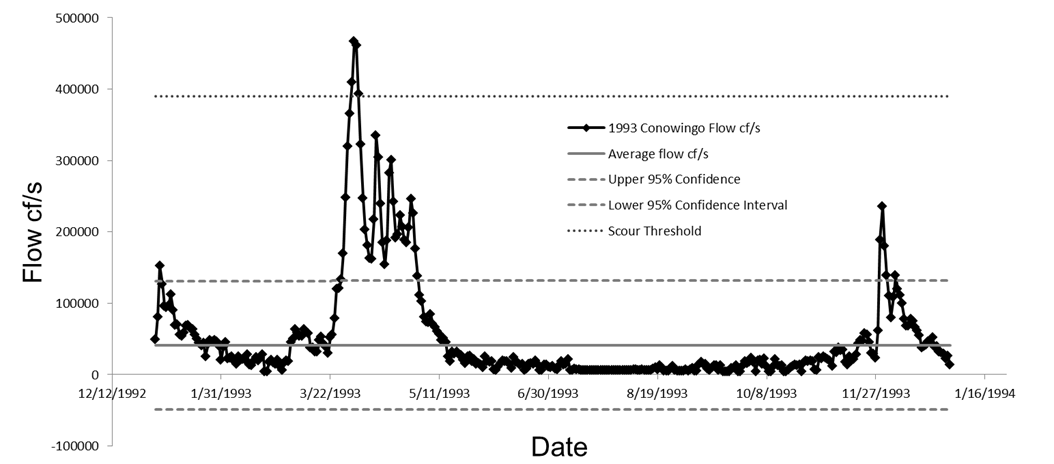 500000
400000
300000
200000
100000
0
-100000
Flow cf/s
12/12/1992 1/31/1993 3/22/1993 5/11/1993 6/30/1993 8/19/1993 10/8/1993 11/27/1993 1/16/1994
Date
1993 Conowingo Flow cf/s
Average flow cf/s
Upper 95% Confidence
Lower 95% Confidence Interval
Scour Threshold